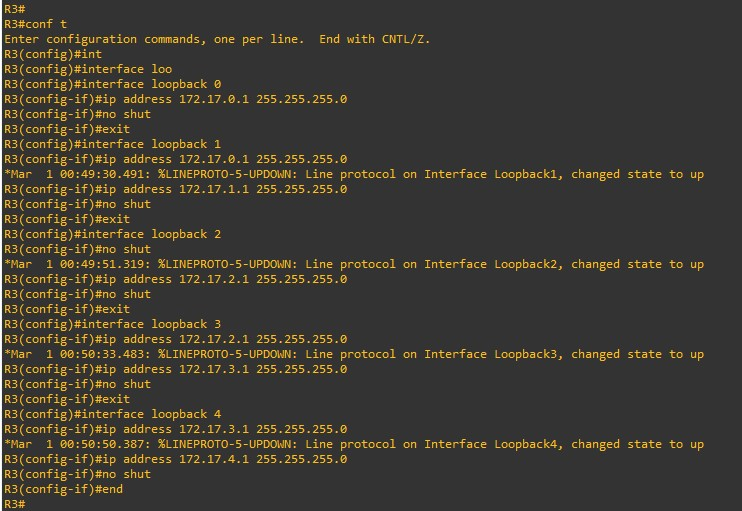 R3#
R3#conf t
Enter configuration commands, one per line.  End with CNTL/Z.
R3(config)#int
R3(config)#interface loo
R3(config)#interface loopback 0
R3(config-if)#ip address 172.17.0.1 255.255.255.0
R3(config-if)#no shut
R3(config-if)#exit
R3(config)#interface loopback 1
R3(config-if)#ip address 172.17.0.1 255.255.255.0
*Mar  1 00:49:30.491: %LINEPROTO-5-UPDOWN: Line protocol on Interface Loopback1, changed state to up
R3(config-if)#ip address 172.17.1.1 255.255.255.0
R3(config-if)#no shut
R3(config-if)#exit
R3(config)#interface loopback 2
R3(config-if)#no shut
*Mar  1 00:49:51.319: %LINEPROTO-5-UPDOWN: Line protocol on Interface Loopback2, changed state to up
R3(config-if)#ip address 172.17.2.1 255.255.255.0
R3(config-if)#no shut
R3(config-if)#exit
R3(config)#interface loopback 3
R3(config-if)#ip address 172.17.2.1 255.255.255.0
*Mar  1 00:50:33.483: %LINEPROTO-5-UPDOWN: Line protocol on Interface Loopback3, changed state to up
R3(config-if)#ip address 172.17.3.1 255.255.255.0
R3(config-if)#no shut
R3(config-if)#exit
R3(config)#interface loopback 4
R3(config-if)#ip address 172.17.3.1 255.255.255.0
*Mar  1 00:50:50.387: %LINEPROTO-5-UPDOWN: Line protocol on Interface Loopback4, changed state to up
R3(config-if)#ip address 172.17.4.1 255.255.255.0
R3(config-if)#no shut
R3(config-if)#end
R3#